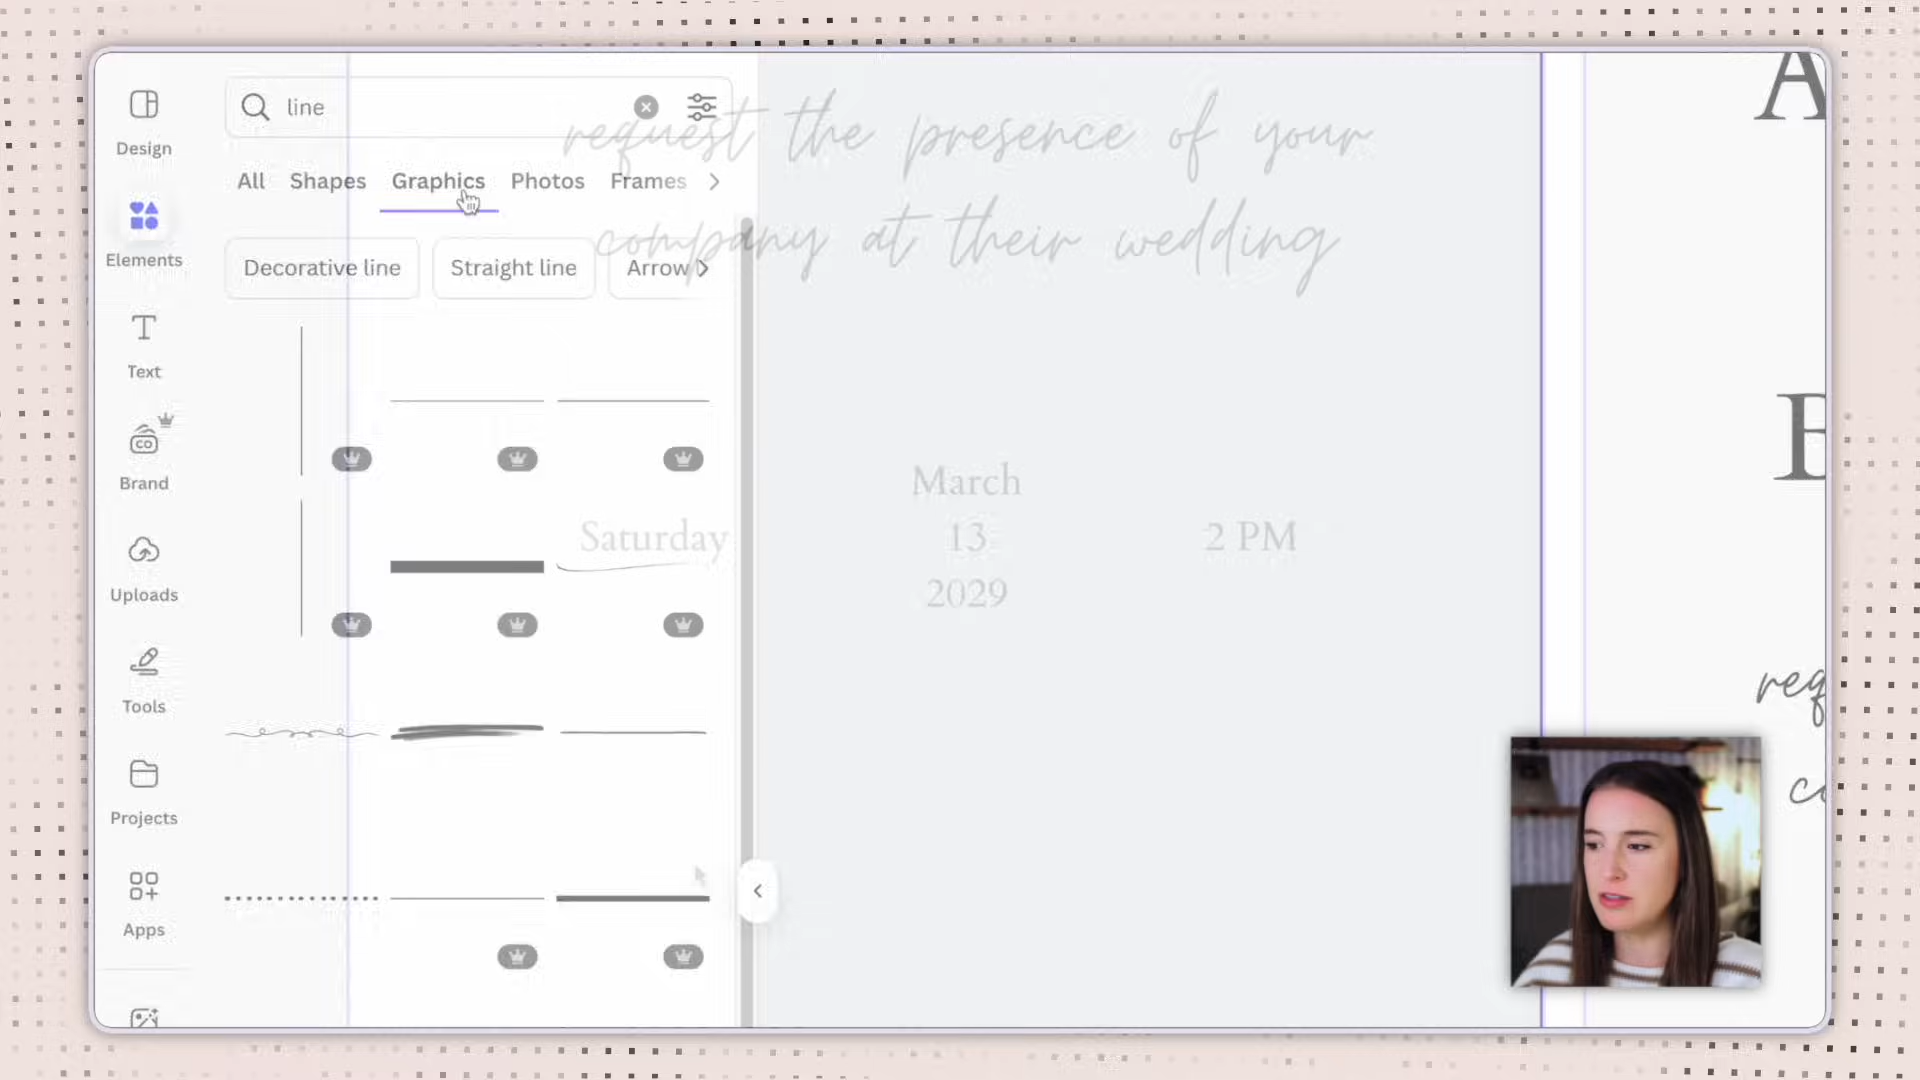 Design
Elements
Text
Brand
CO
Uploads
Tools
Projects
Apps
line
All Shapes Graphics Photos Frames
Decorative line Straight line Arrow
request the presence of your
company at their wedding
Saturday
March
13
2029
2 PM
A